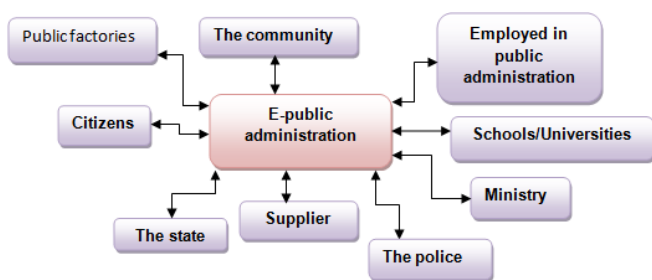 Public factories
The community
Employed in
public
administration
E-public
administration
Citizens
Schools/Universities
Ministry
The state
Supplier
The police